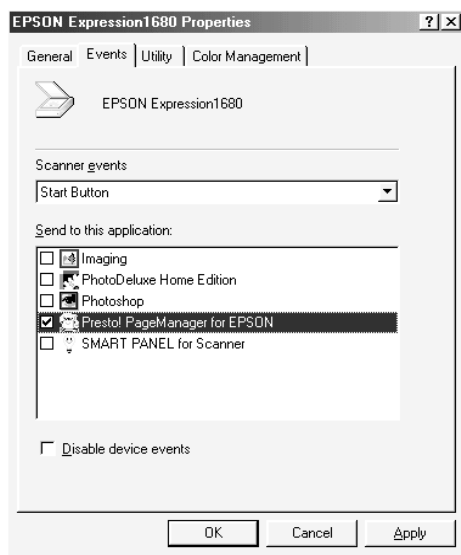 EPSON Expression1680 Properties
General Events Utility Color Management
EPSON Expression1680
Scanner events
Start Button
Send to this application:
Imaging
PhotoDeluxe Home Edition
Photoshop
Presto! PageManager for EPSON
SMART PANEL for Scanner
Disable device events
OK Cancel Apply